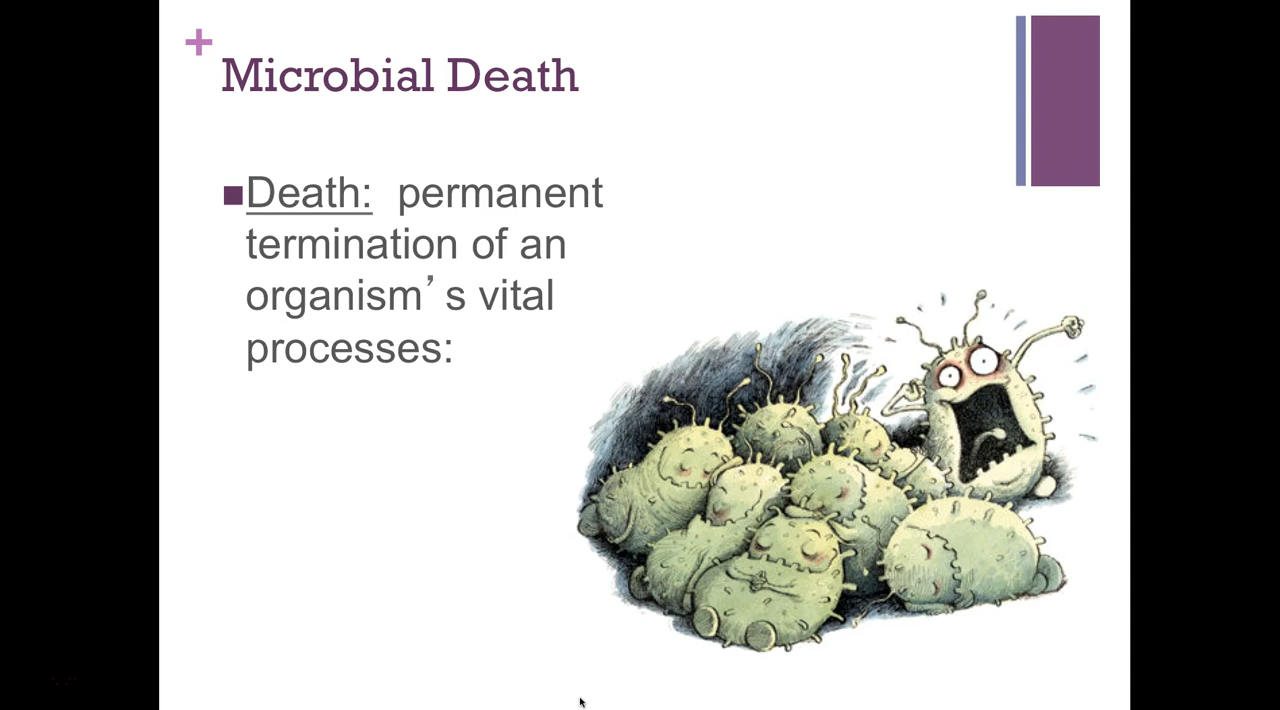 +
Microbial Death
Death: permanent
termination of an
organism’s vital
processes: